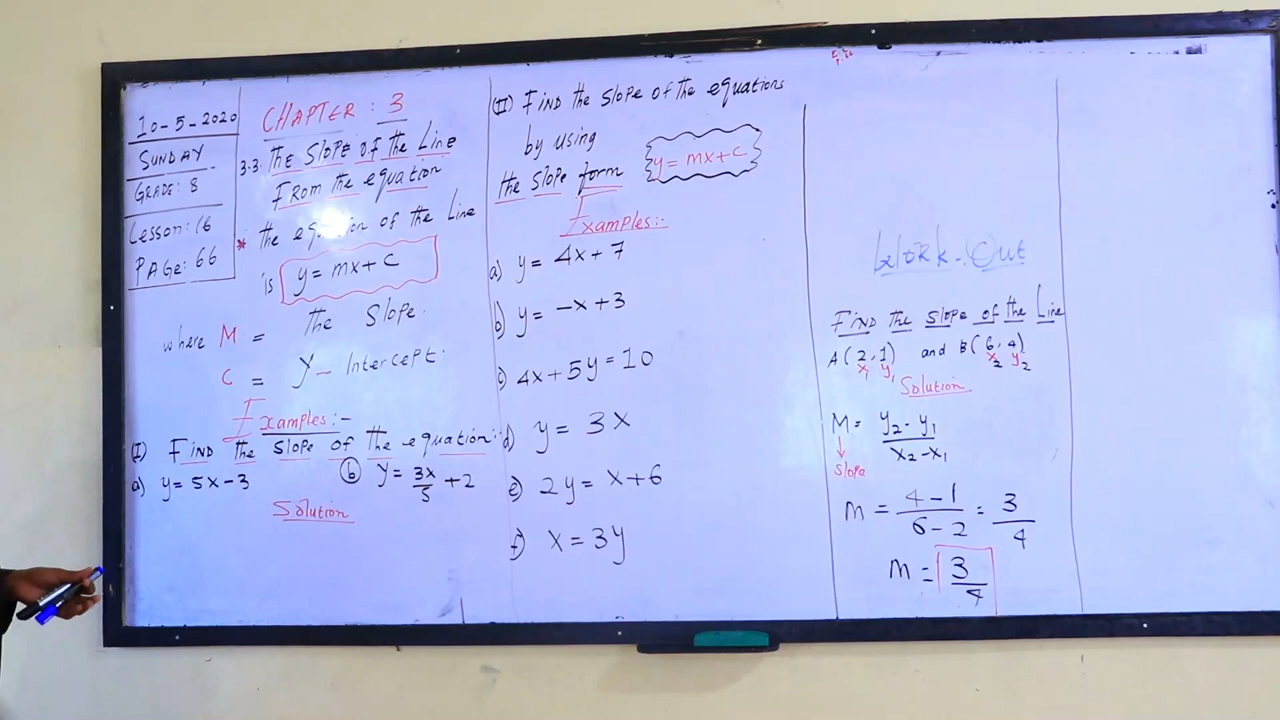 10-5-2020
SUNDAY
GRADE: 8
Lesson: 16
PAGe: 66
CHAPTER: 3
3.3. THE SLOPE OF the LiNe
FROM the equation
* the equation of the LiNe
is y = mx+c
where M = the Slope.
C = Y-Intercept.
Examples:-
(I) FIND the slope of the equation:
a) y = 5x-3 (b) y = 3x/5 +2
Solution
(II) FIND the slope of the equations
by using
the slope form y = mx+c
Examples:-
a) y = 4x+7
b) y = -x+3
c) 4x+5y=10
d) y = 3x
e) 2y = x+6
f) x = 3y
Work-Out
FIND the slope of the LiNe
A(2,1) and B(6,4)
x1 y1 x2 y2
Solution
M = y2-y1/x2-x1
slope
m = 4-1/6-2 = 3/4
m = 3/4